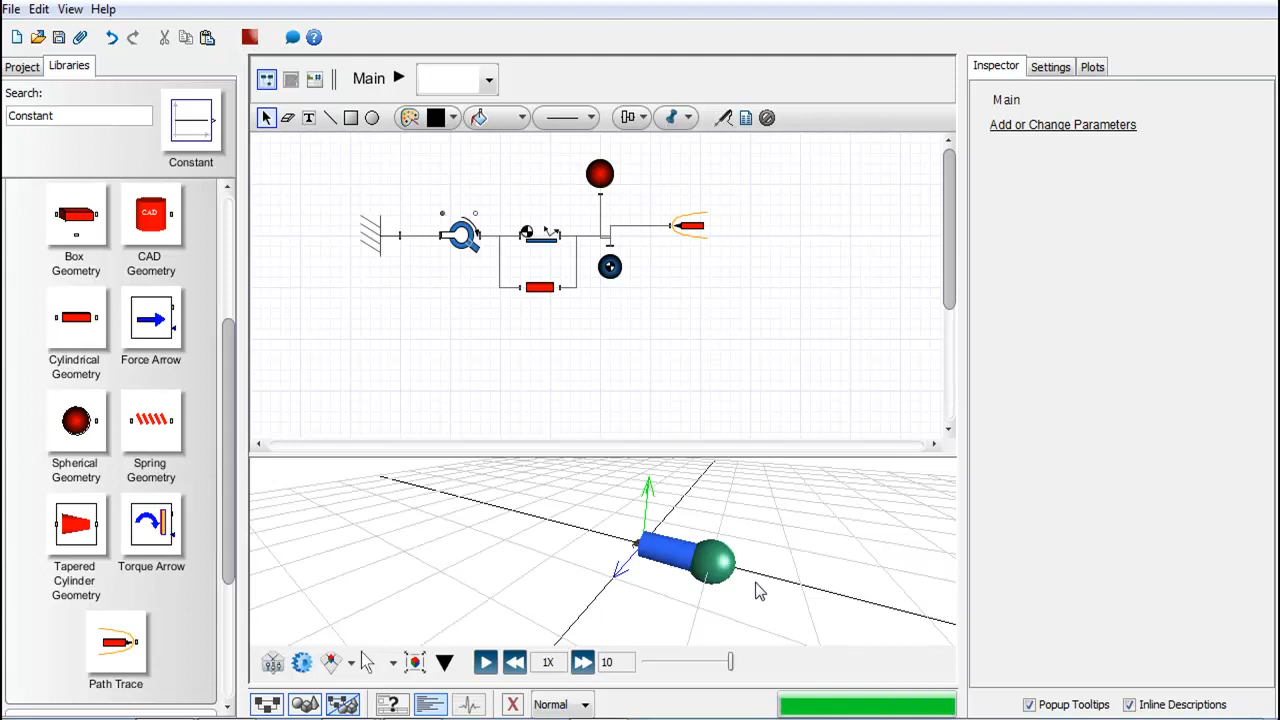 File Edit View Help
Project Libraries
Search:
Constant
Constant
Box
Geometry
CAD
CAD
Geometry
Cylindrical
Geometry
Force Arrow
Spherical
Geometry
Spring
Geometry
Tapered
Cylinder
Geometry
Torque Arrow
Path Trace
Main
T
1X
10
Normal
Inspector Settings Plots
Main
Add or Change Parameters
Popup Tooltips Inline Descriptions